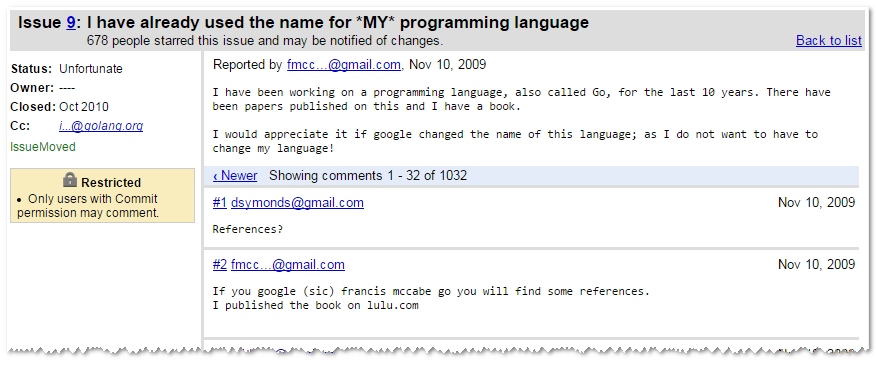 Issue 9: I have already used the name for *MY* programming language
678 people starred this issue and may be notified of changes.
Back to list
Status: Unfortunate
Owner: ----
Closed: Oct 2010
Cc: i...@golang.org
IssueMoved
Restricted
• Only users with Commit
permission may comment.
Reported by fmcc...@gmail.com, Nov 10, 2009
I have been working on a programming language, also called Go, for the last 10 years. There have
been papers published on this and I have a book.
I would appreciate it if google changed the name of this language; as I do not want to have to
change my language!
‹ Newer Showing comments 1 - 32 of 1032
#1 dsymonds@gmail.com Nov 10, 2009
References?
#2 fmcc...@gmail.com Nov 10, 2009
If you google (sic) francis mccabe go you will find some references.
I published the book on lulu.com